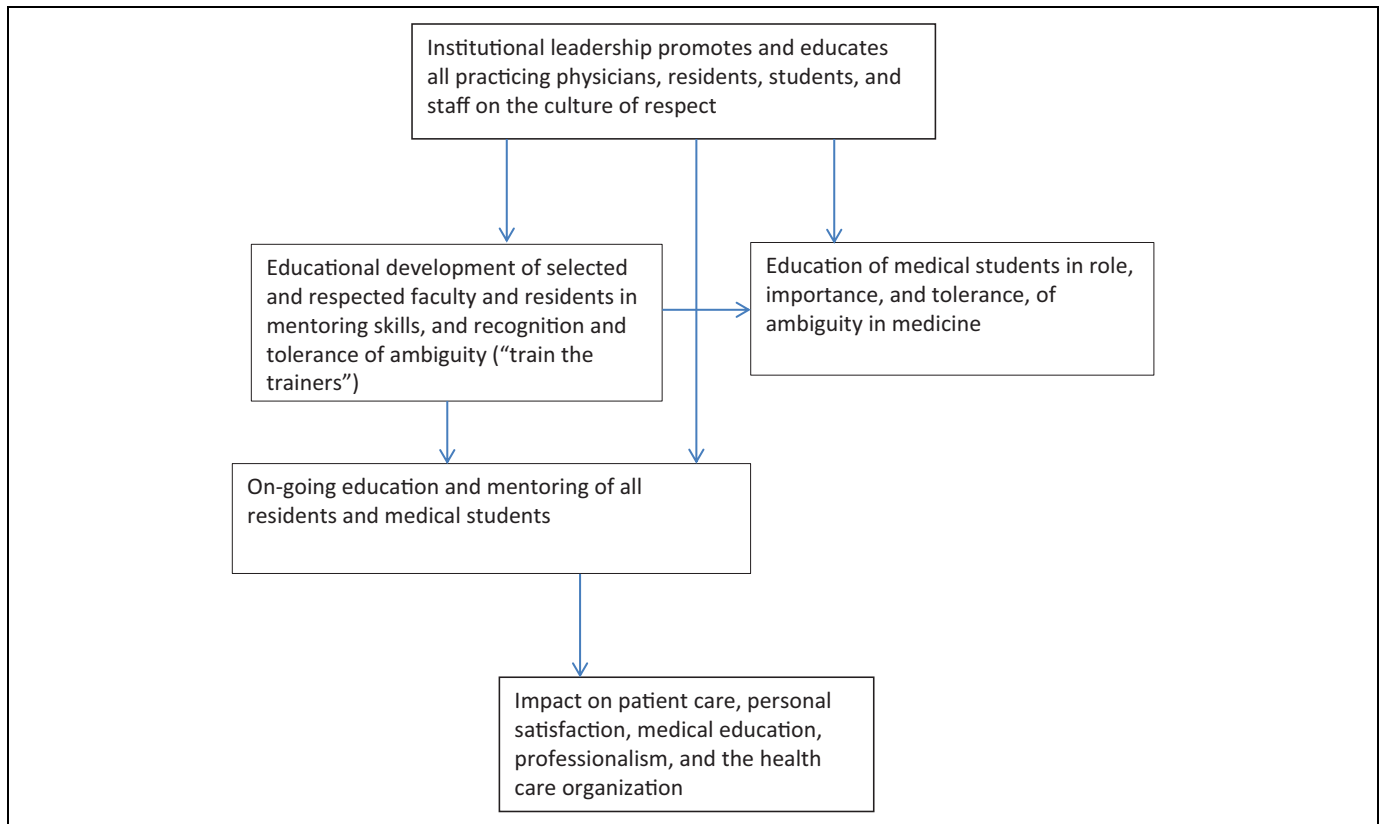 Institutional leadership promotes and educates
all practicing physicians, residents, students, and
staff on the culture of respect
Educational development of selected
and respected faculty and residents in
mentoring skills, and recognition and
tolerance of ambiguity (“train the
trainers”)
Education of medical students in role,
importance, and tolerance, of
ambiguity in medicine
On-going education and mentoring of all
residents and medical students
Impact on patient care, personal
satisfaction, medical education,
professionalism, and the health
care organization